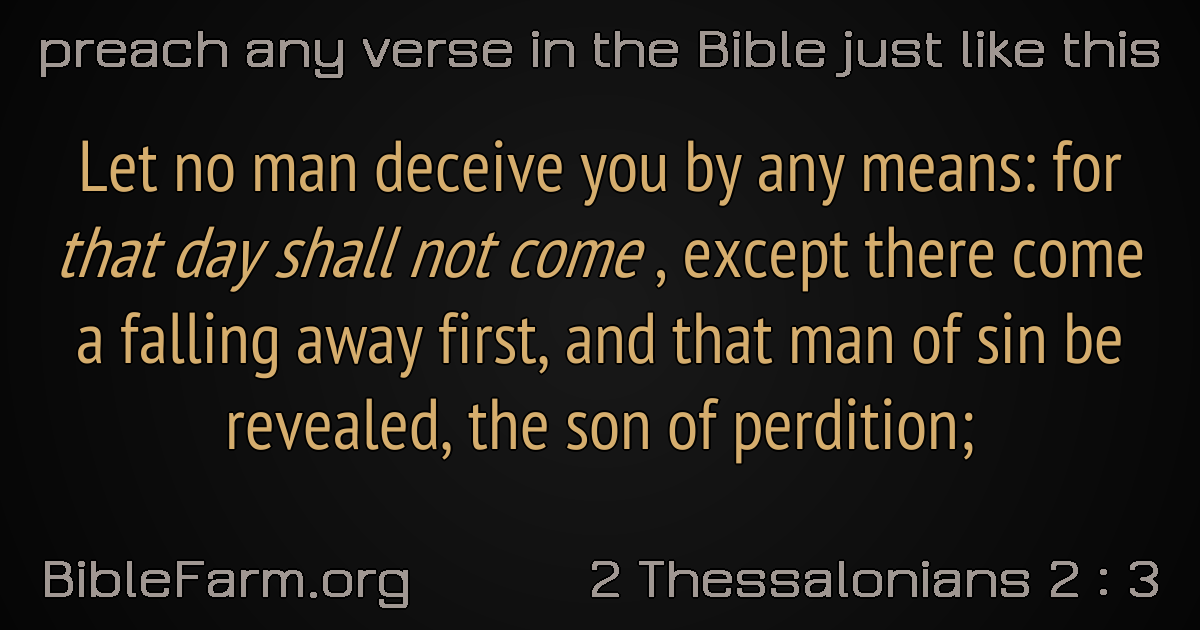 preach any verse in the Bible just like this
Let no man deceive you by any means: for
that day shall not come , except there come
a falling away first, and that man of sin be
revealed, the son of perdition;
BibleFarm.org
2 Thessalonians 2 : 3